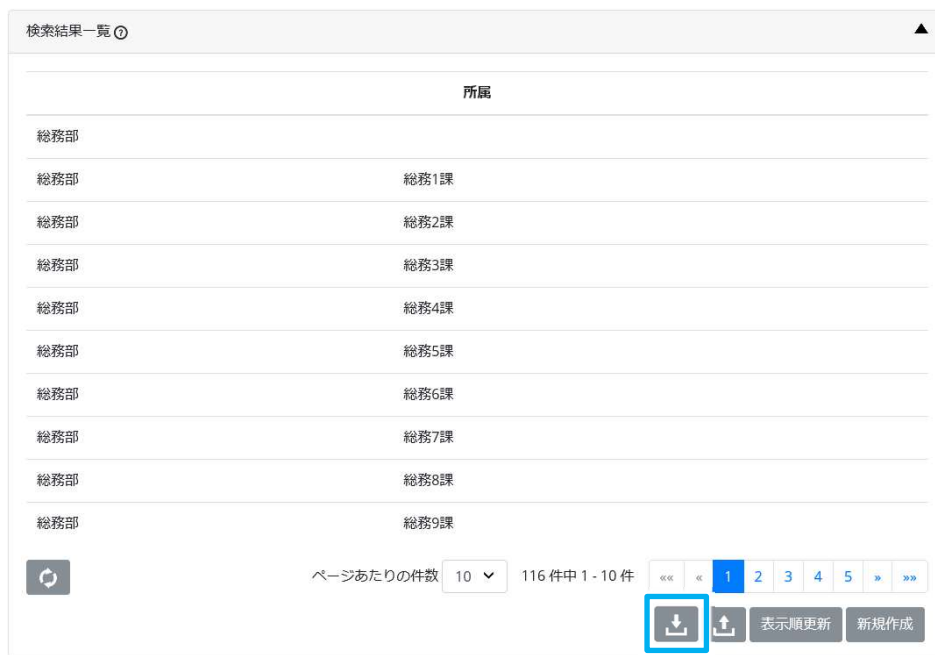 検索結果一覧 ?
所属
総務部
総務部 総務1課
総務部 総務2課
総務部 総務3課
総務部 総務4課
総務部 総務5課
総務部 総務6課
総務部 総務7課
総務部 総務8課
総務部 総務9課
ページあたりの件数 10 116 件中 1 - 10 件 «« « 1 2 3 4 5 » »»
表示順更新 新規作成